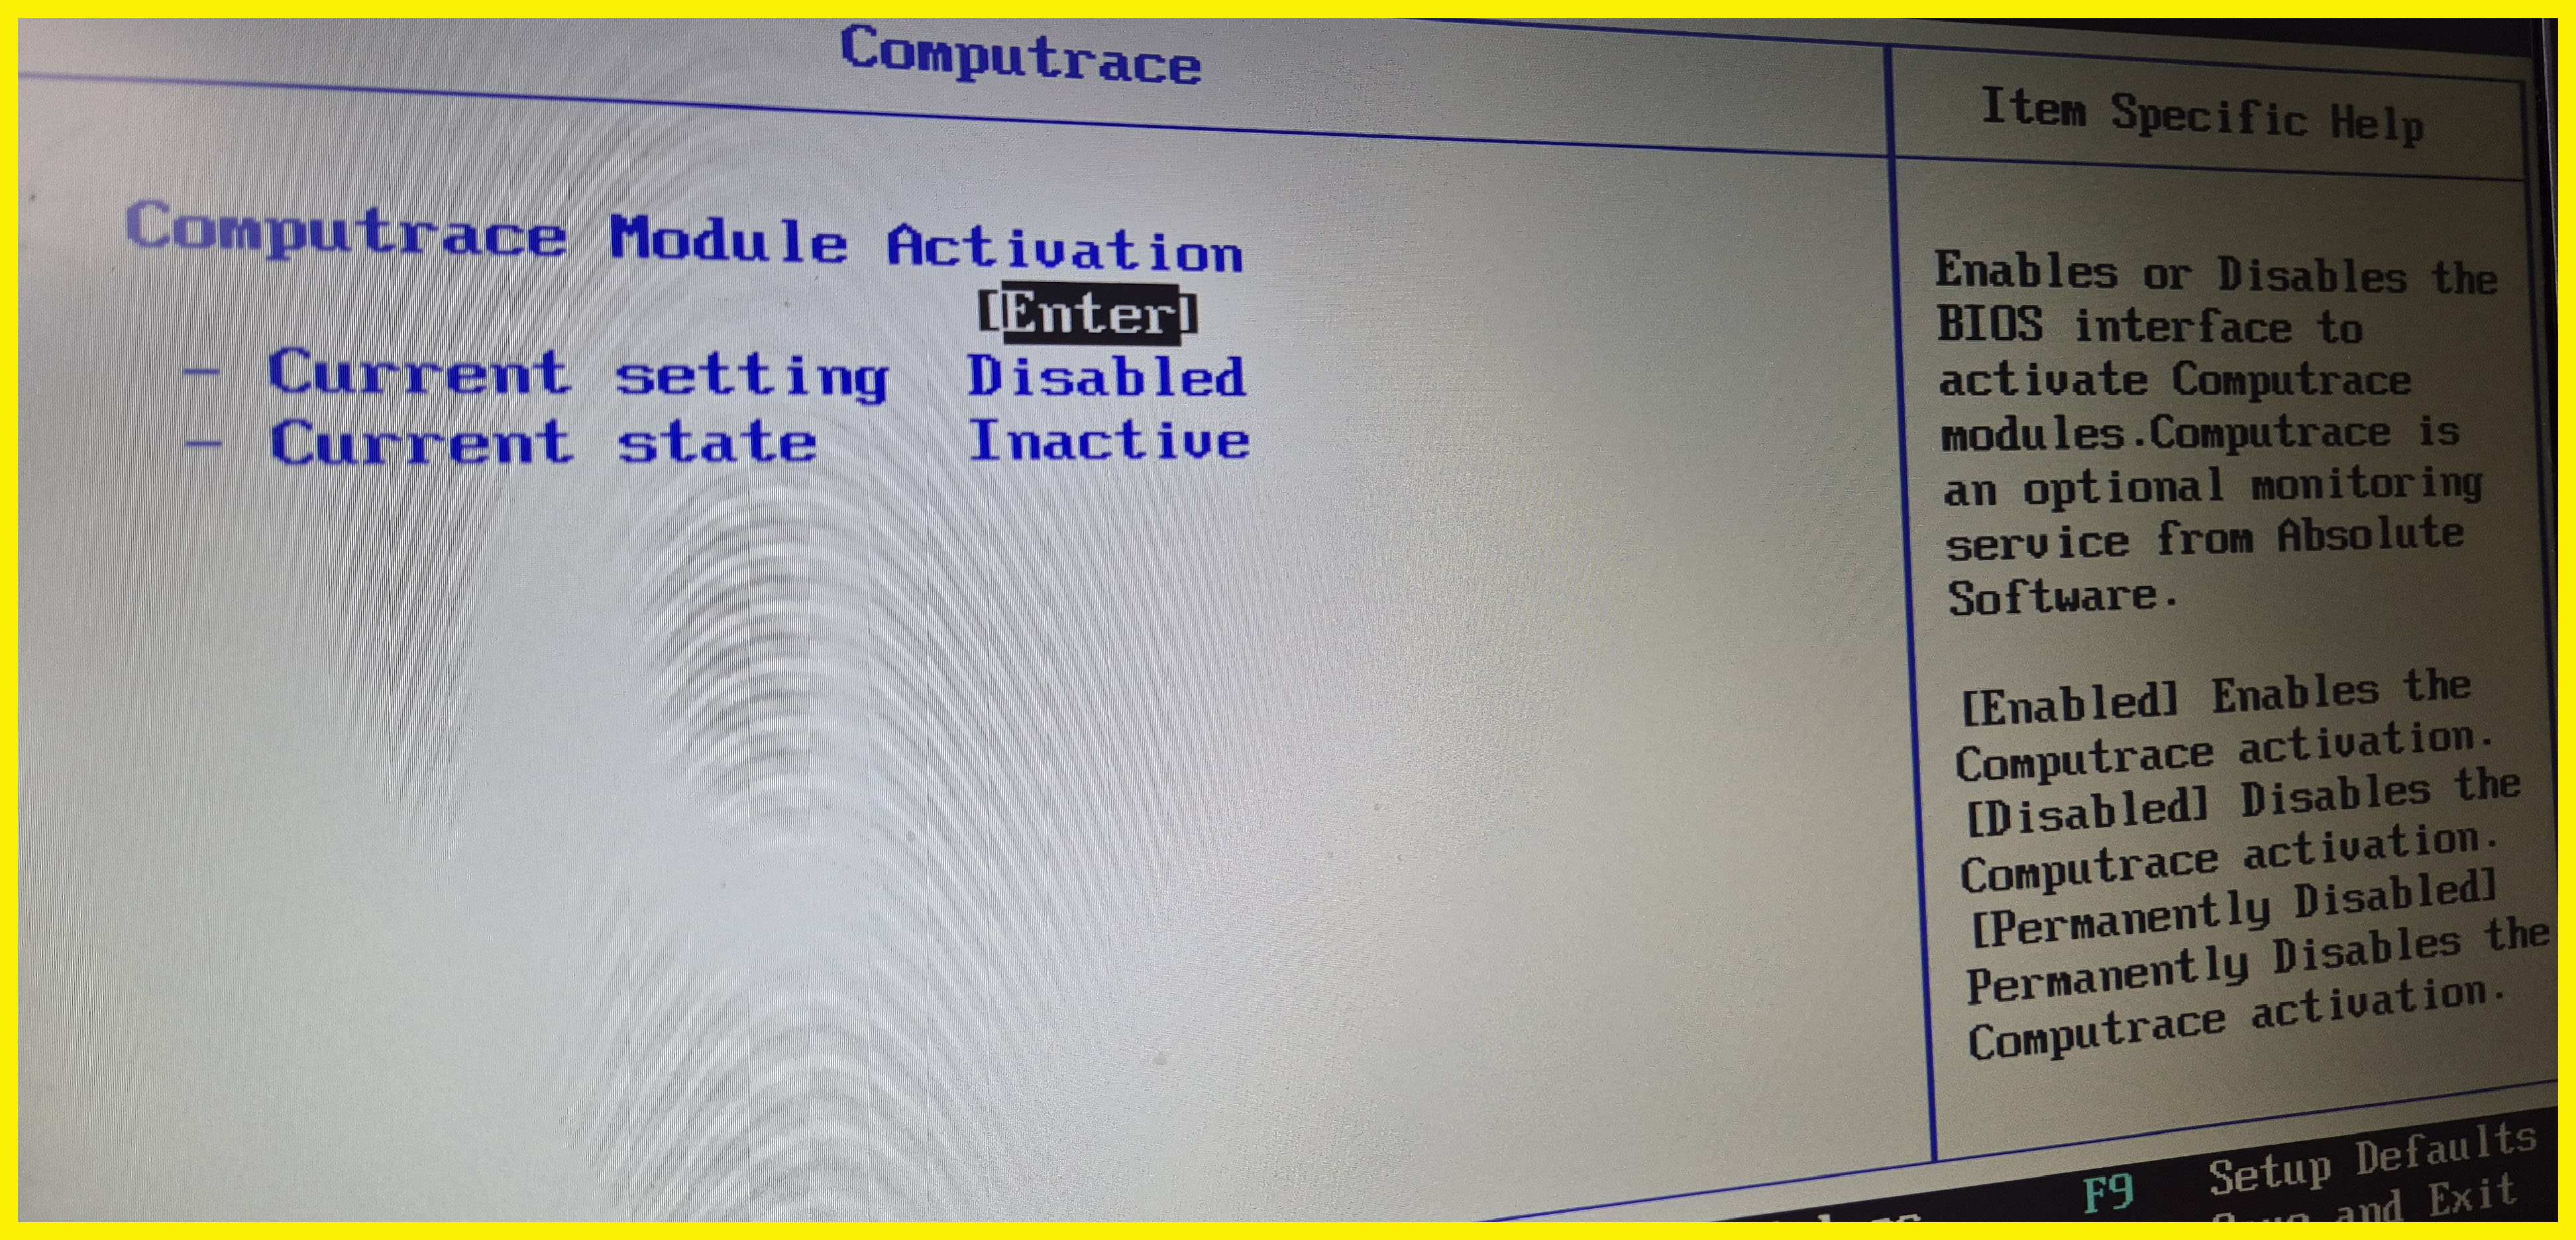 Computrace
Item Specific Help
Computrace Module Activation
[Enter]
- Current setting Disabled
- Current state Inactive
Enables or Disables the
BIOS interface to
activate Computrace
modules.Computrace is
an optional monitoring
service from Absolute
Software.
[Enabled] Enables the
Computrace activation.
[Disabled] Disables the
Computrace activation.
[Permanently Disabled]
Permanently Disables the
Computrace activation.
F9 Setup Defaults
and Exit